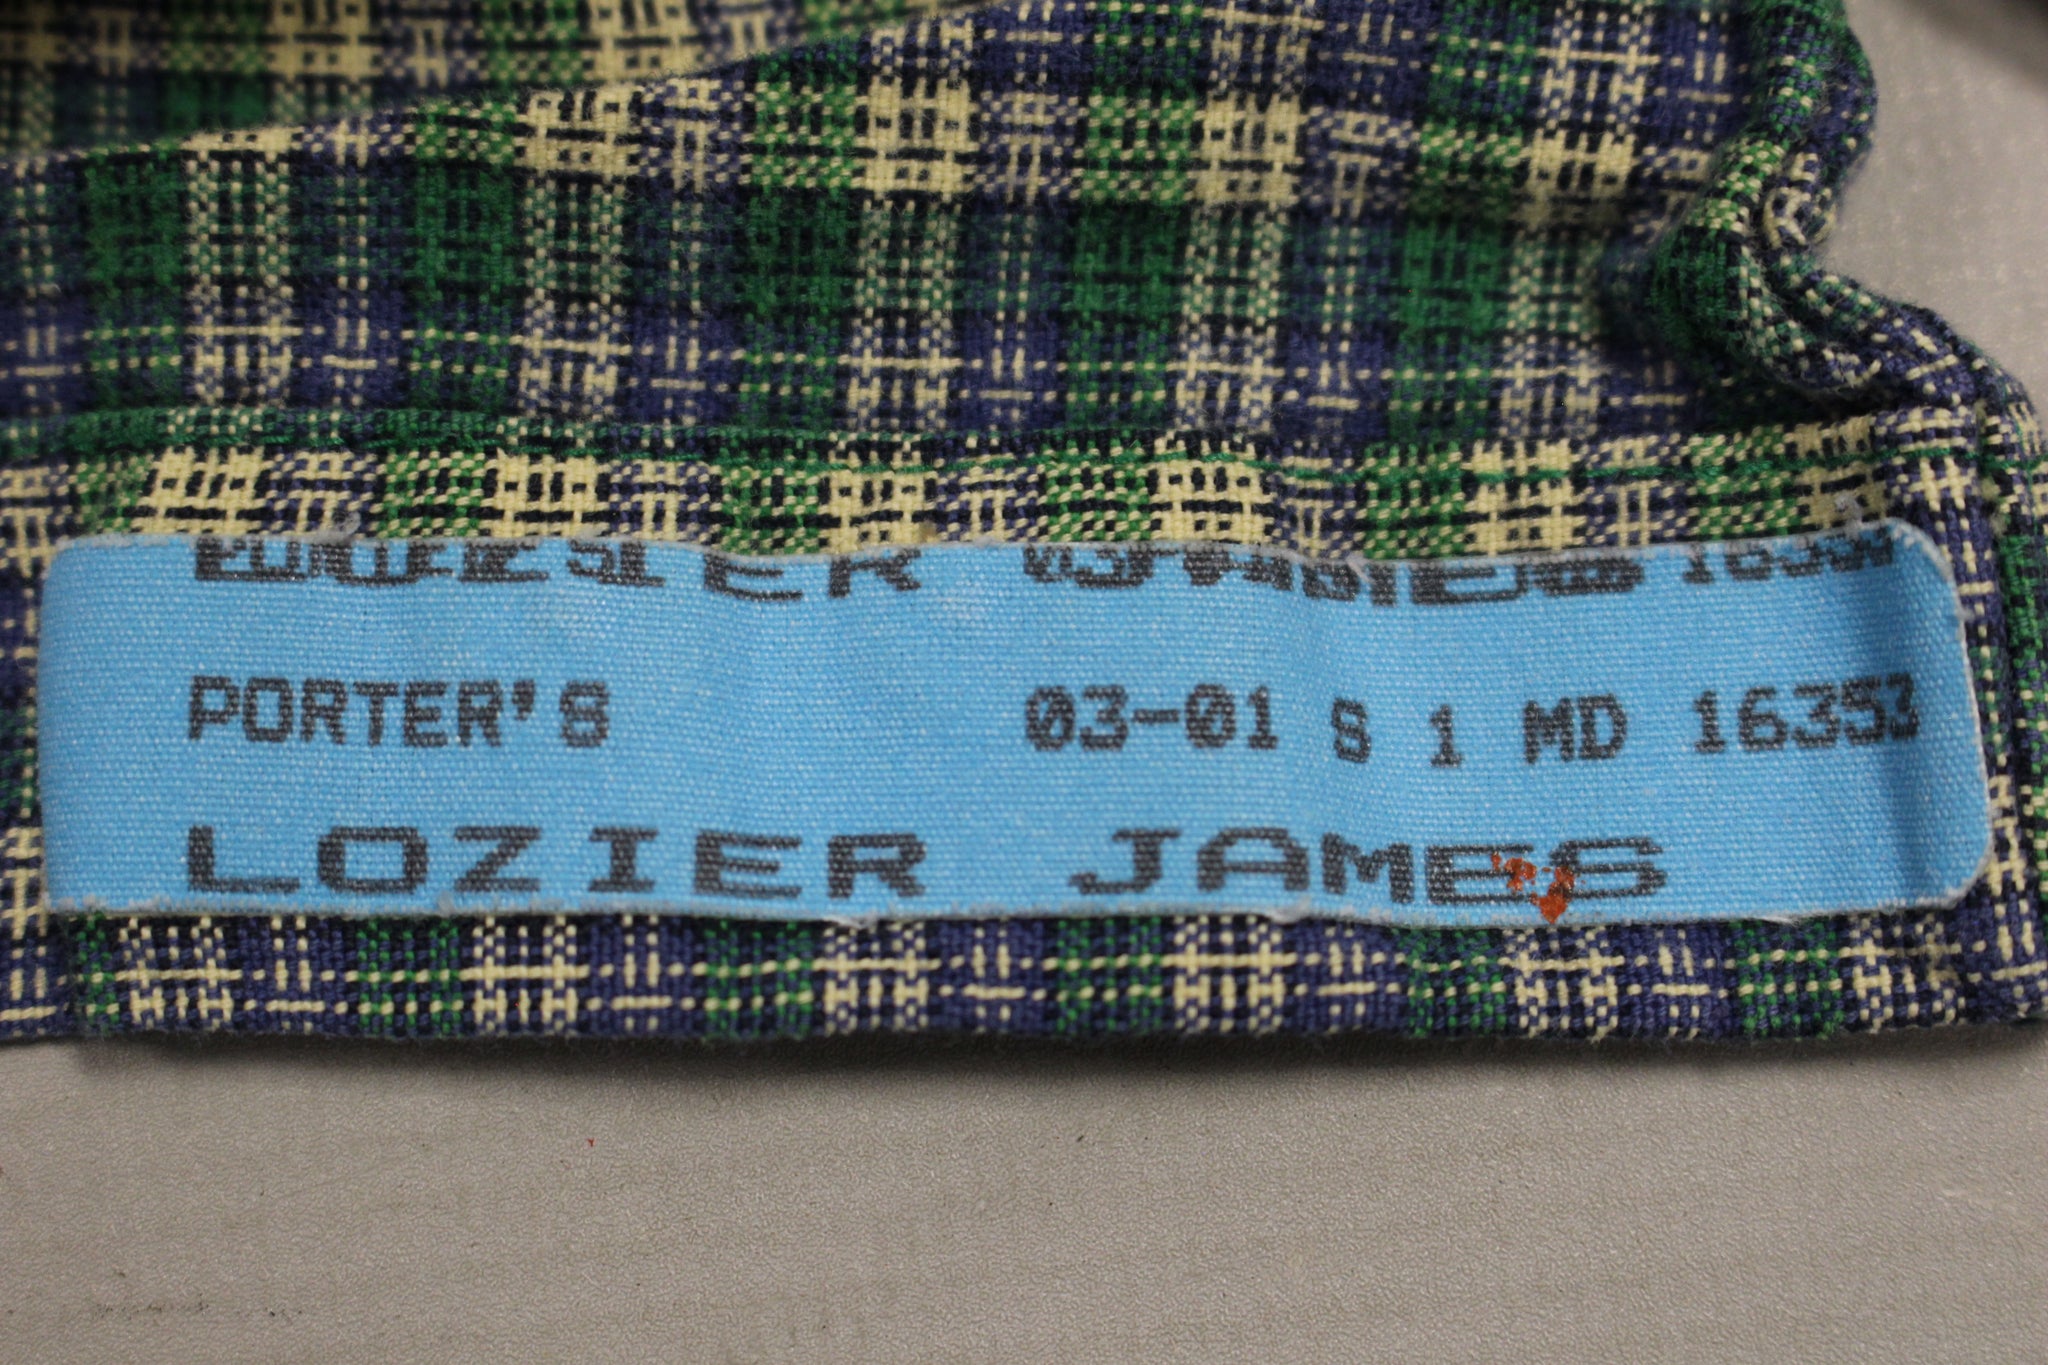 PORTER'S 03-01 S 1 MD 16353
LOZIER JAMES